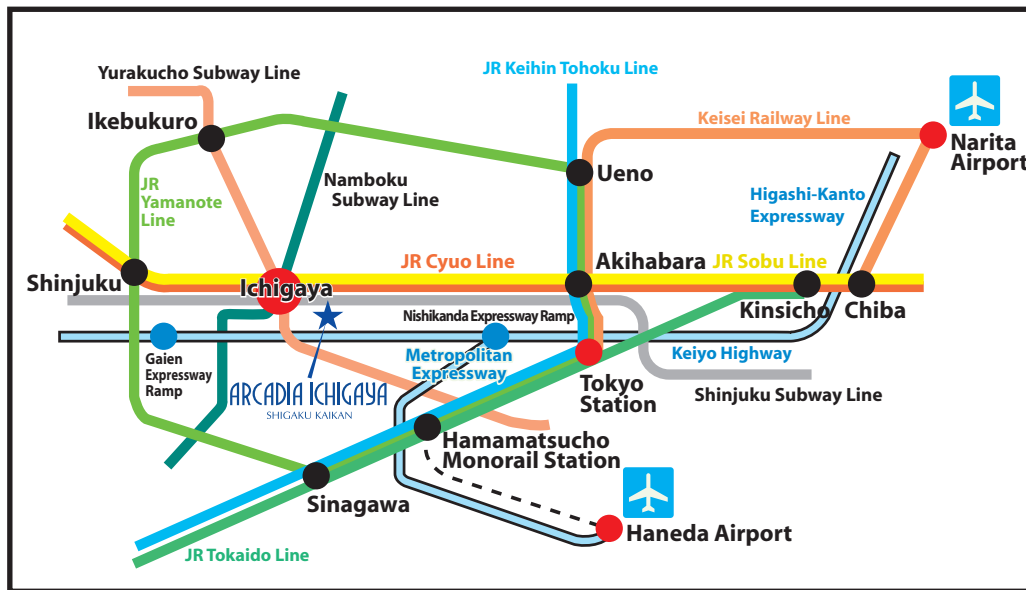 JR Keihin Tohoku Line
Yurakucho Subway Line
Keisei Railway Line
Ikebukuro
Narita
Airport
Ueno
Namboku
Subway Line
JR
Yamanote
Line
Higashi-Kanto
Expressway
JR Cyuo Line
Akihabara
JR Sobu Line
Shinjuku
Ichigaya
Kinsicho
Chiba
Nishikanda Expressway Ramp
Gaien
Expressway
Ramp
Metropolitan
Expressway
Keiyo Highway
Tokyo
Station
Shinjuku Subway Line
ARCADIA ICHIGAYA
SHIGAKU KAIKAN
Hamamatsucho
Monorail Station
Sinagawa
Haneda Airport
JR Tokaido Line